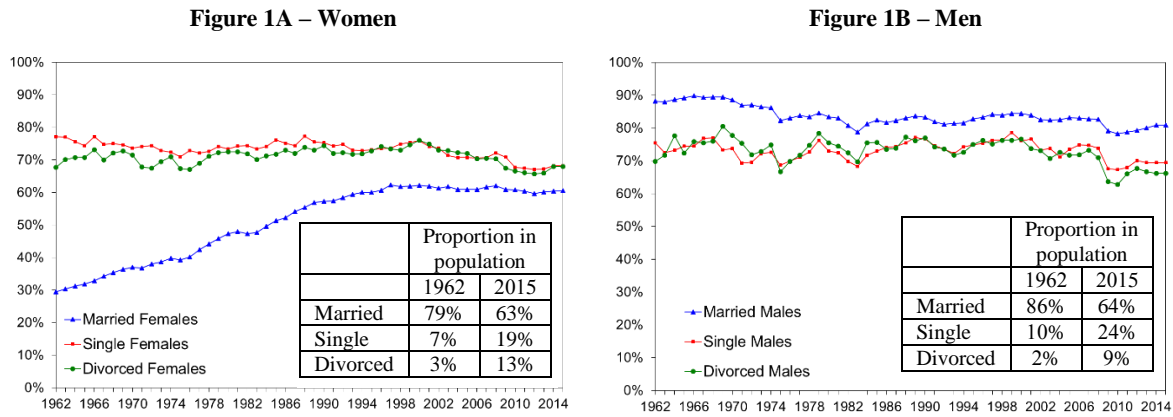 Figure 1A – Women
100%
90%
80%
70%
60%
50%
40%
30%
20%
10%
0%
Married Females
Single Females
Divorced Females
Proportion in
population
1962 2015
Married 79% 63%
Single 7% 19%
Divorced 3% 13%
1962 1966 1970 1974 1978 1982 1986 1990 1994 1998 2002 2006 2010 2014
Figure 1B – Men
100%
90%
80%
70%
60%
50%
40%
30%
20%
10%
0%
Married Males
Single Males
Divorced Males
Proportion in
population
1962 2015
Married 86% 64%
Single 10% 24%
Divorced 2% 9%
1962 1966 1970 1974 1978 1982 1986 1990 1994 1998 2002 2006 2010 2014